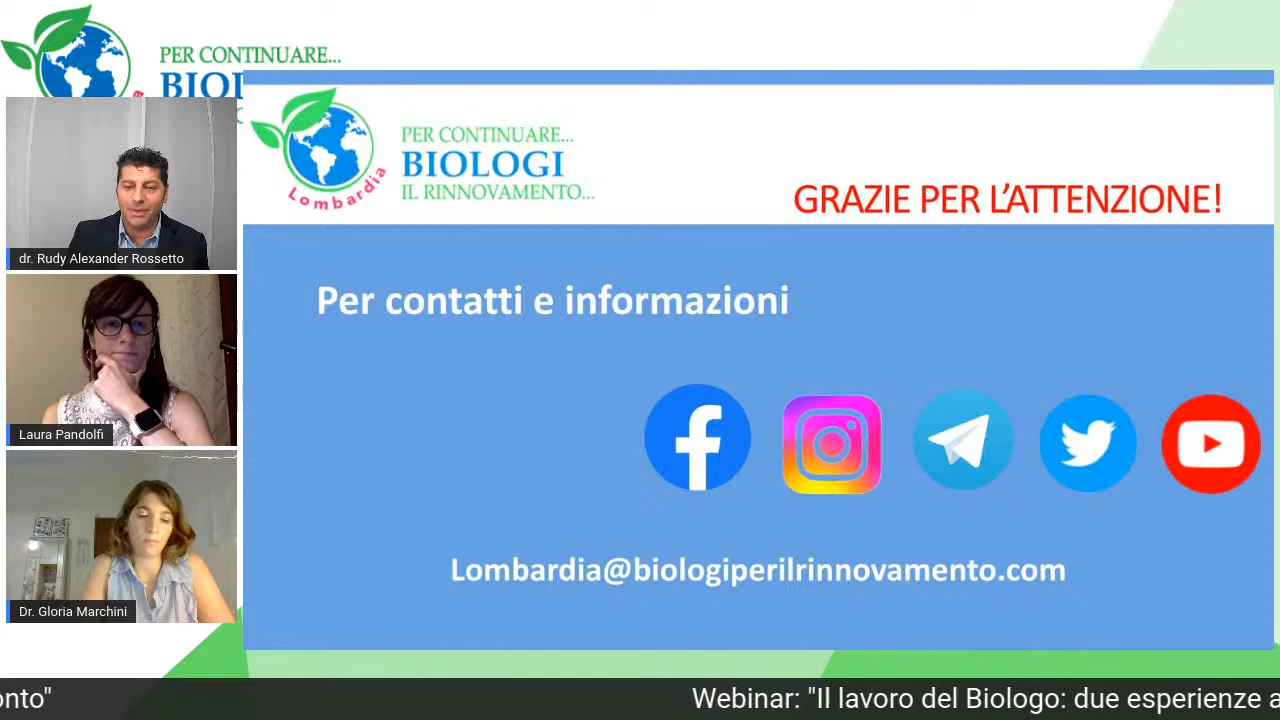 PER CONTINUARE...
BIOL
dr. Rudy Alexander Rossetto
Laura Pandolfi
Dr. Gloria Marchini
PER CONTINUARE...
BIOLOGI
IL RINNOVAMENTO...
Lombardia
GRAZIE PER L'ATTENZIONE!
Per contatti e informazioni
Lombardia@biologiperilrinnovamento.com
onto"
Webinar: "Il lavoro del Biologo: due esperienze a